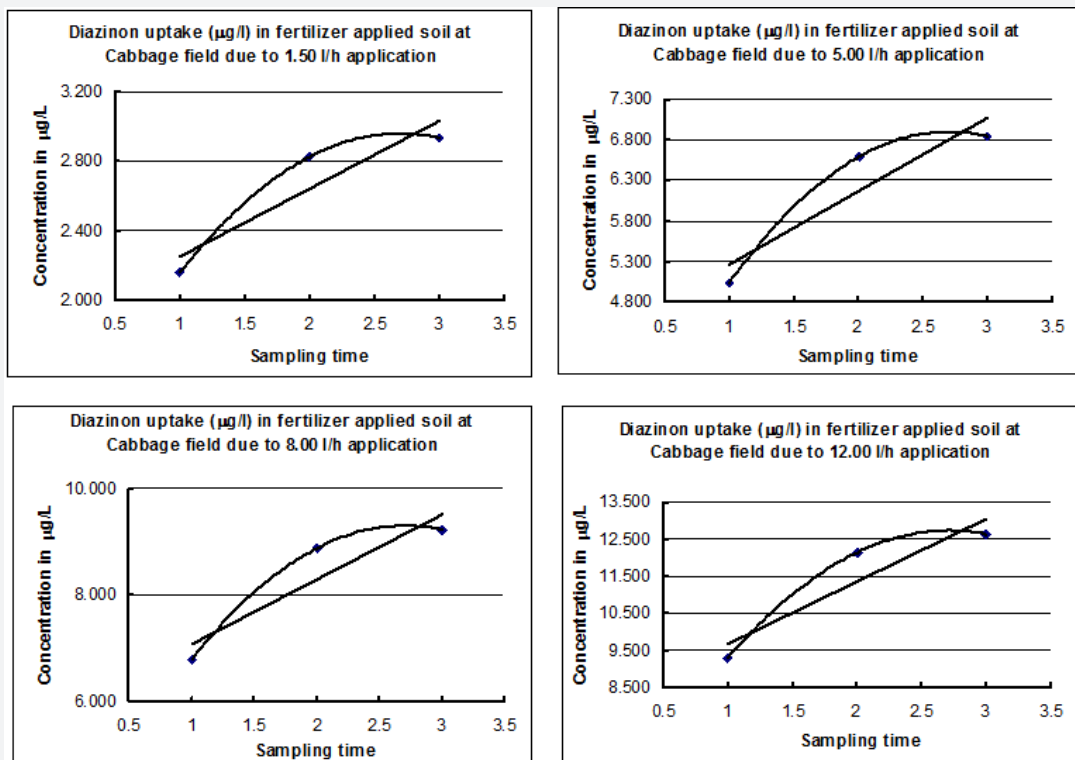 Diazinon uptake (μg/l) in fertilizer applied soil at
Cabbage field due to 1.50 l/h application
3.200
2.800
2.400
2.000
0.5 1 1.5 2 2.5 3 3.5
Sampling time
Concentration in μg/L
Diazinon uptake (μg/l) in fertilizer applied soil at
Cabbage field due to 5.00 l/h application
7.300
6.800
6.300
5.800
5.300
4.800
0.5 1 1.5 2 2.5 3 3.5
Sampling time
Concentration in μg/L
Diazinon uptake (μg/l) in fertilizer applied soil at
Cabbage field due to 8.00 l/h application
10.000
8.000
6.000
0.5 1 1.5 2 2.5 3 3.5
Sampling time
Concentration in μg/L
Diazinon uptake (μg/l) in fertilizer applied soil at
Cabbage field due to 12.00 l/h application
13.500
12.500
11.500
10.500
9.500
8.500
0.5 1 1.5 2 2.5 3 3.5
Sampling time
Concentration in μg/L